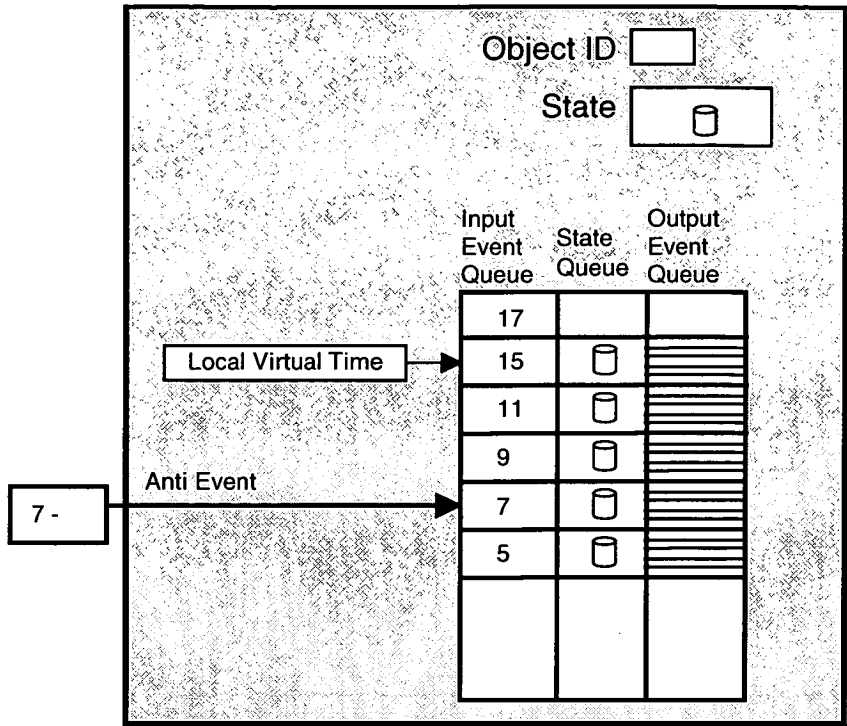 Object ID
State
Input Event Queue
State Queue
Output Event Queue
17
Local Virtual Time
15
11
9
Anti Event
7 -
7
5